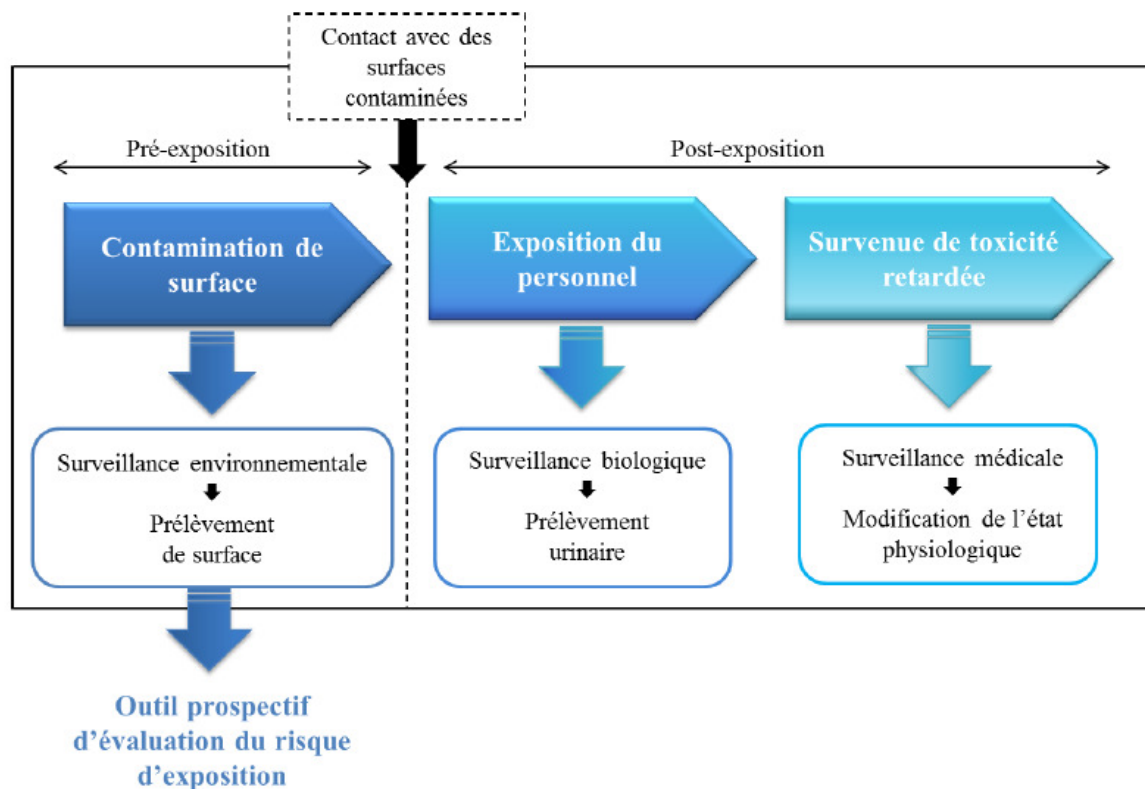 Contact avec des
surfaces
contaminées
Pré-exposition
Post-exposition
Contamination de
surface
Exposition du
personnel
Survenue de toxicité
retardée
Surveillance environnementale
Prélèvement
de surface
Surveillance biologique
Prélèvement
urinaire
Surveillance médicale
Modification de l’état
physiologique
Outil prospectif
d’évaluation du risque
d’exposition